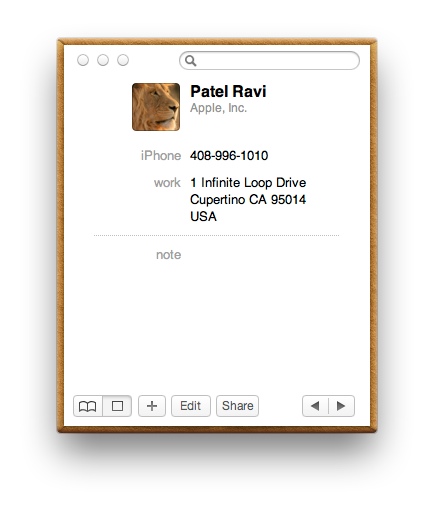 Patel Ravi
Apple, Inc.
iPhone 408-996-1010
work 1 Infinite Loop Drive
Cupertino CA 95014
USA
note
Edit Share